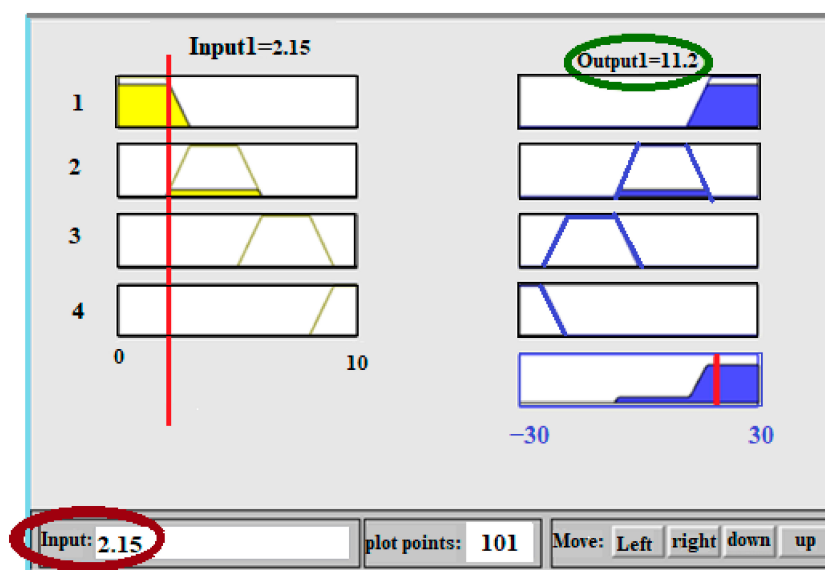 Input1=2.15
Output1=11.2
1
2
3
4
0
10
−30
30
Input: 2.15
plot points: 101
Move: Left right down up